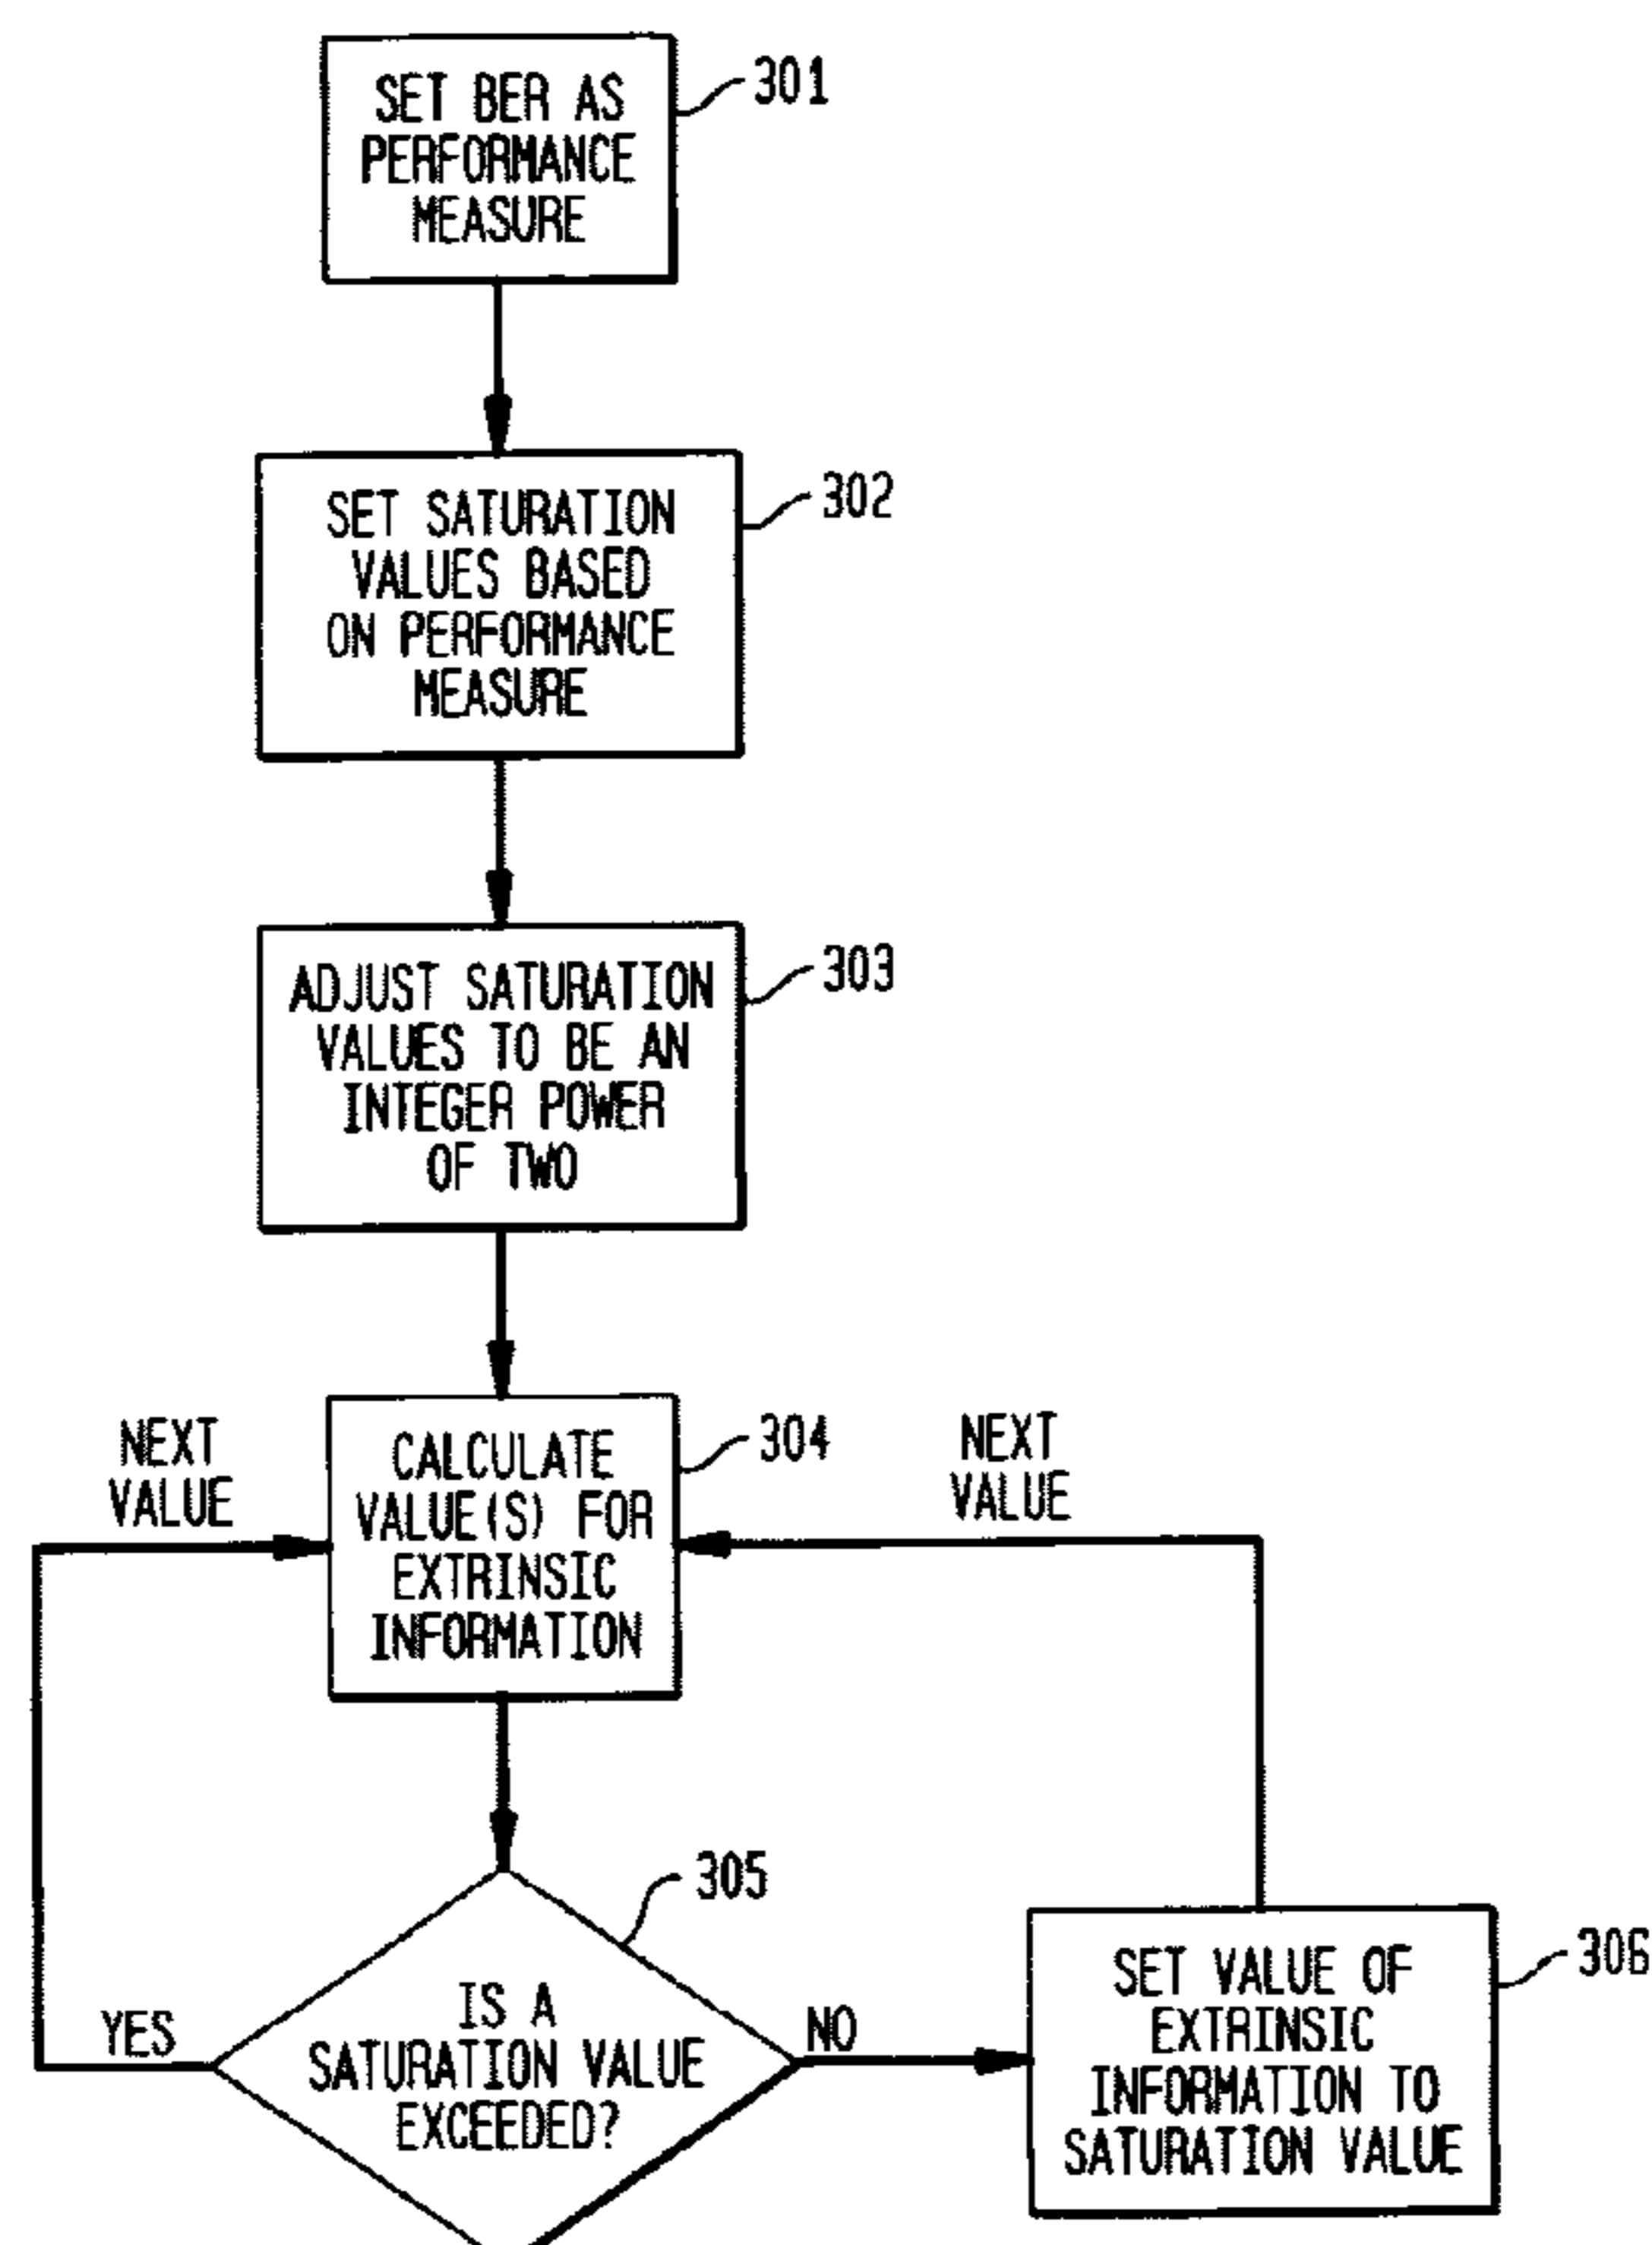 SET BER AS
PERFORMANCE
MEASURE
301
SET SATURATION
VALUES BASED
ON PERFORMANCE
MEASURE
302
ADJUST SATURATION
VALUES TO BE AN
INTEGER POWER
OF TWO
303
NEXT
VALUE
CALCULATE
VALUE(S) FOR
EXTRINSIC
INFORMATION
304
NEXT
VALUE
305
IS A
SATURATION VALUE
EXCEEDED?
YES
NO
SET VALUE OF
EXTRINSIC
INFORMATION TO
SATURATION VALUE
306